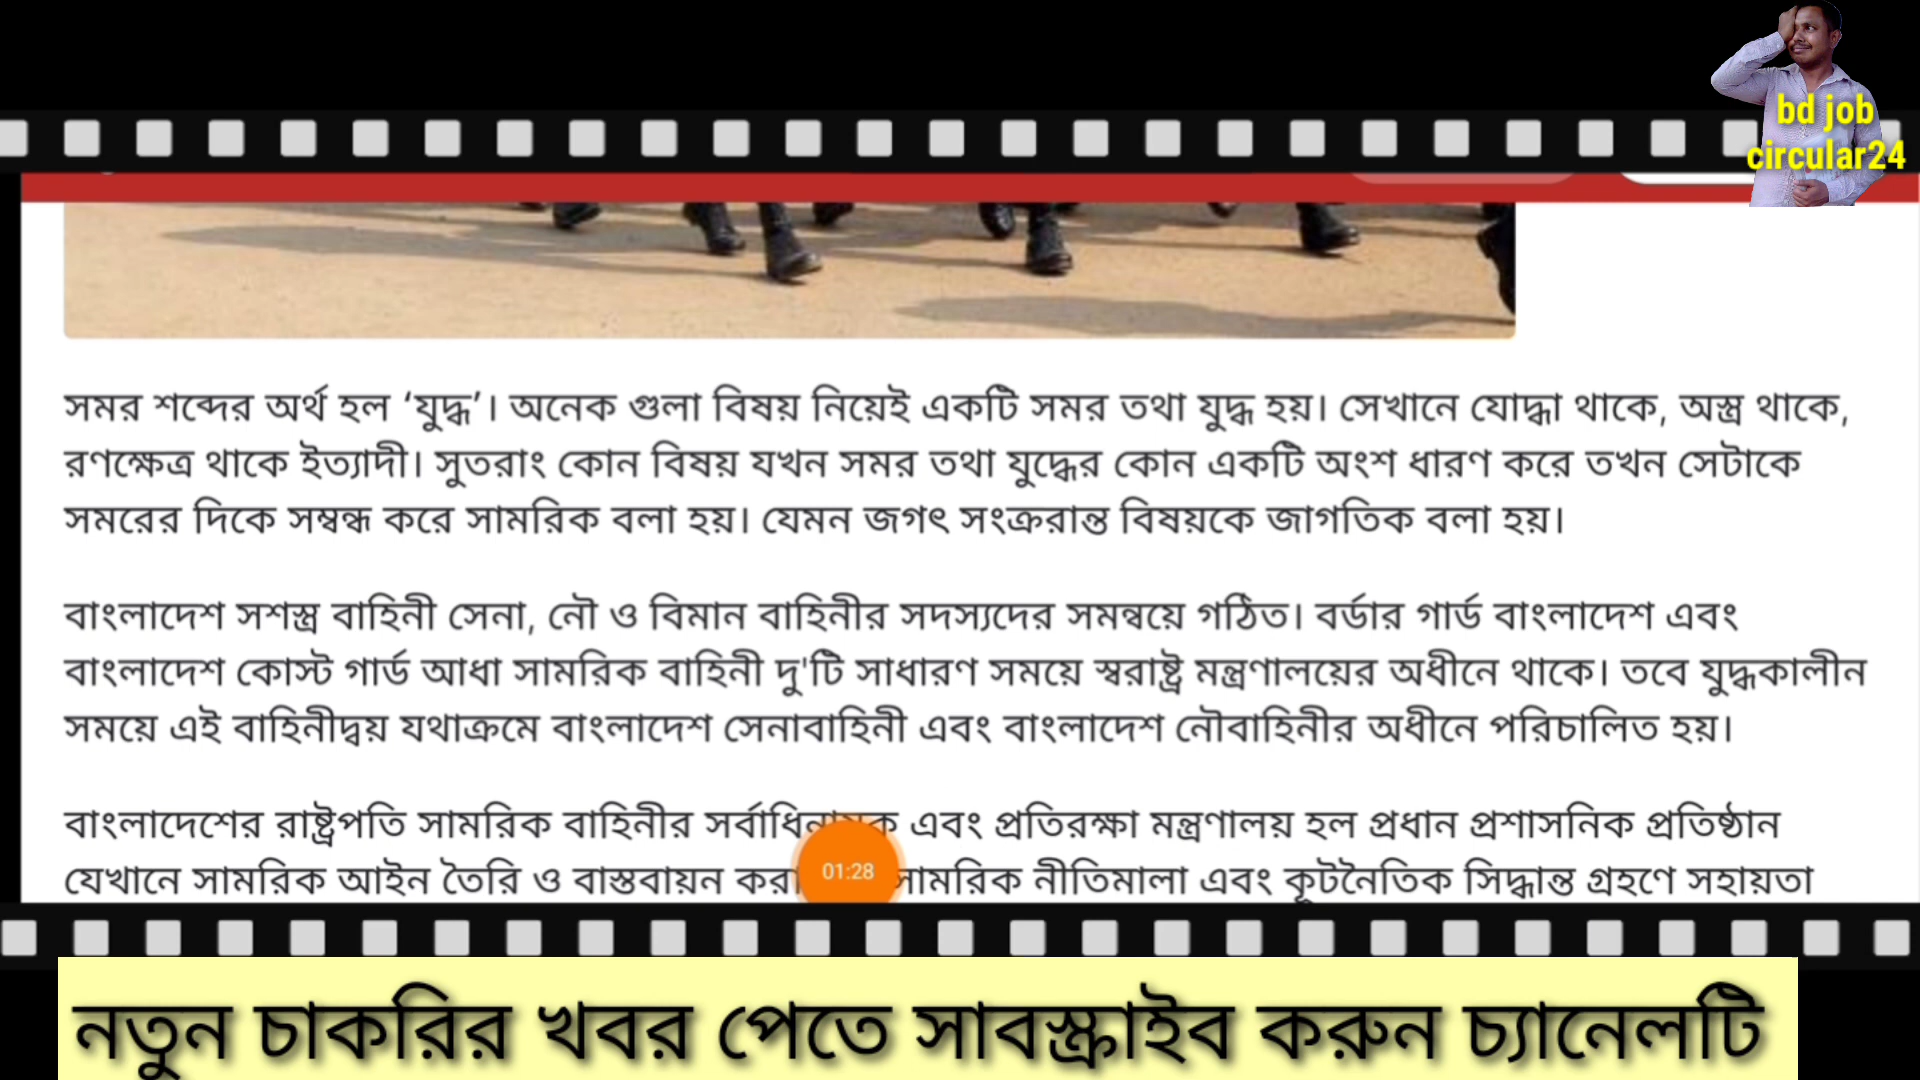 bd job
circular24
সমর শব্দের অর্থ হল ‘যুদ্ধ’। অনেক গুলা বিষয় নিয়েই একটি সমর তথা যুদ্ধ হয়। সেখানে যোদ্ধা থাকে, অস্ত্র থাকে,
রণক্ষেত্র থাকে ইত্যাদী। সুতরাং কোন বিষয় যখন সমর তথা যুদ্ধের কোন একটি অংশ ধারণ করে তখন সেটাকে
সমরের দিকে সম্বন্ধ করে সামরিক বলা হয়। যেমন জগৎ সংক্ররান্ত বিষয়কে জাগতিক বলা হয়।
বাংলাদেশ সশস্ত্র বাহিনী সেনা, নৌ ও বিমান বাহিনীর সদস্যদের সমন্বয়ে গঠিত। বর্ডার গার্ড বাংলাদেশ এবং
বাংলাদেশ কোস্ট গার্ড আধা সামরিক বাহিনী দু'টি সাধারণ সময়ে স্বরাষ্ট্র মন্ত্রণালয়ের অধীনে থাকে। তবে যুদ্ধকালীন
সময়ে এই বাহিনীদ্বয় যথাক্রমে বাংলাদেশ সেনাবাহিনী এবং বাংলাদেশ নৌবাহিনীর অধীনে পরিচালিত হয়।
বাংলাদেশের রাষ্ট্রপতি সামরিক বাহিনীর সর্বাধিনায়ক এবং প্রতিরক্ষা মন্ত্রণালয় হল প্রধান প্রশাসনিক প্রতিষ্ঠান
যেখানে সামরিক আইন তৈরি ও বাস্তবায়ন করা 01:28 সামরিক নীতিমালা এবং কূটনৈতিক সিদ্ধান্ত গ্রহণে সহায়তা
নতুন চাকরির খবর পেতে সাবস্ক্রাইব করুন চ্যানেলটি